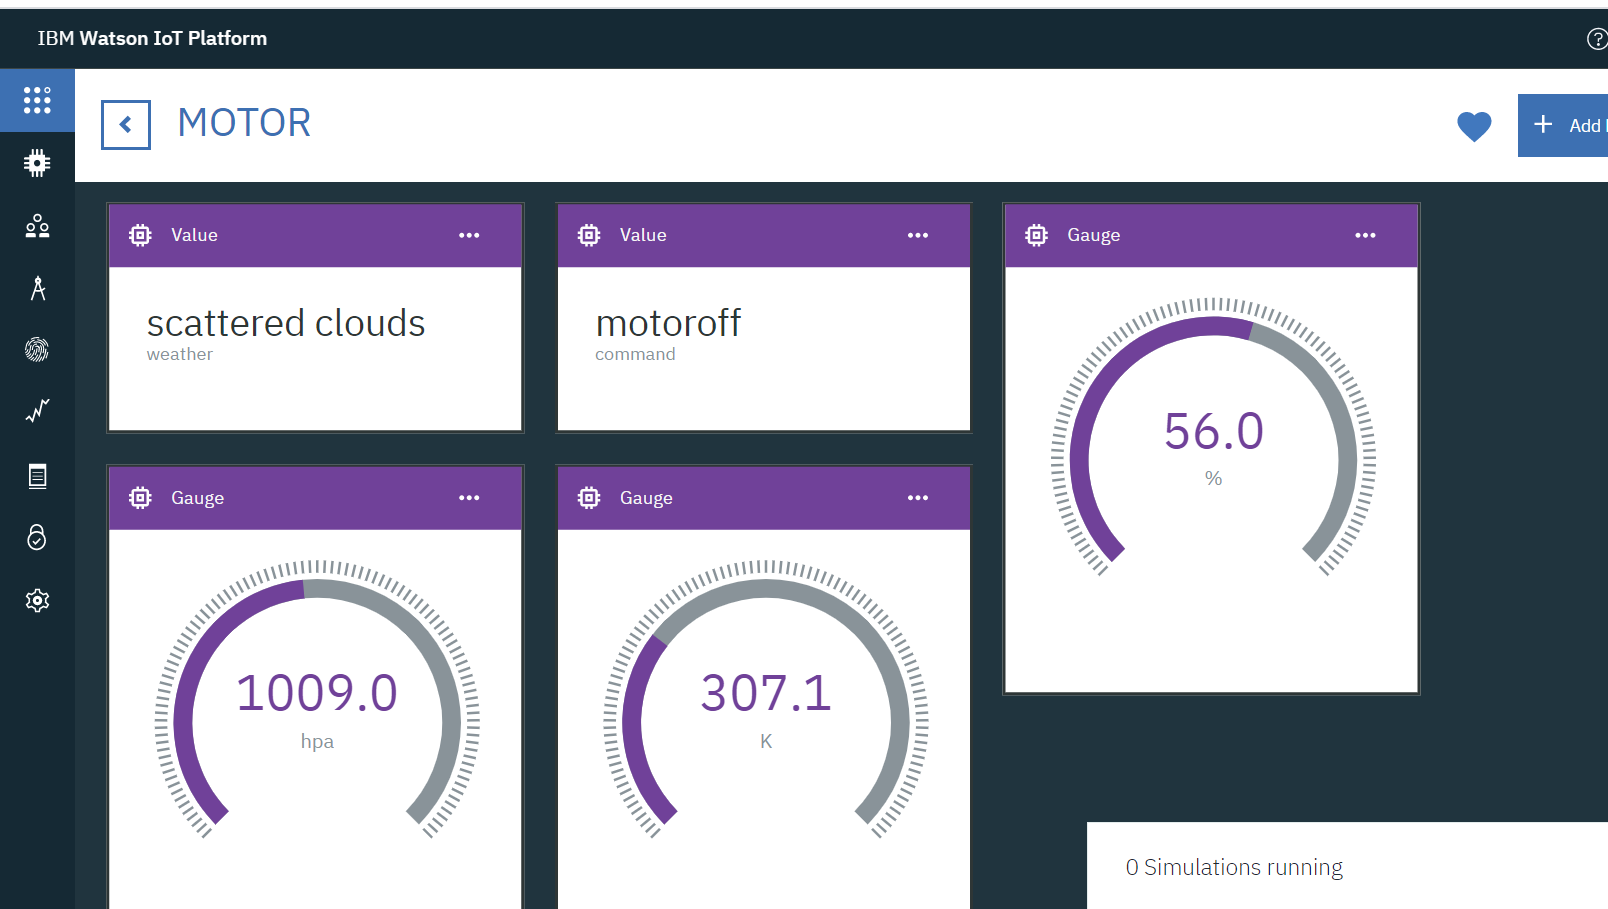 IBM Watson IoT Platform
MOTOR
Add
Value
scattered clouds
weather
Value
motoroff
command
Gauge
56.0
%
Gauge
1009.0
hpa
Gauge
307.1
K
0 Simulations running